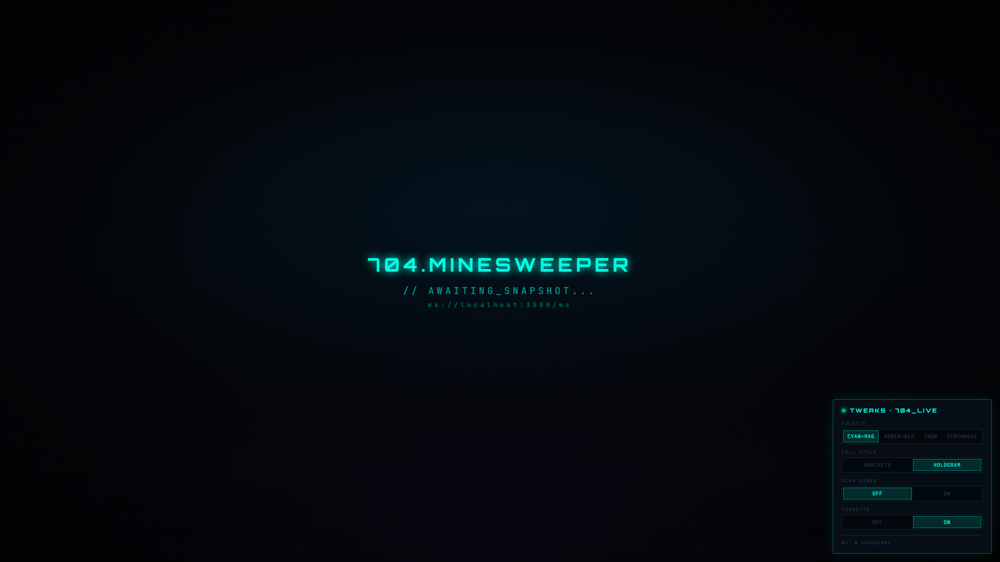 704.MINESWEEPER
// AWAITING_SNAPSHOT...
ws://localhost:3000/ws
TWEAKS · 704_LIVE
PALETTE
CYAN×MAG AMBER×RED TRON SYNTHWAVE
CELL STYLE
BRACKETS HOLOGRAM
SCAN LINES
OFF ON
VIGNETTE
OFF ON
WS: ● connected